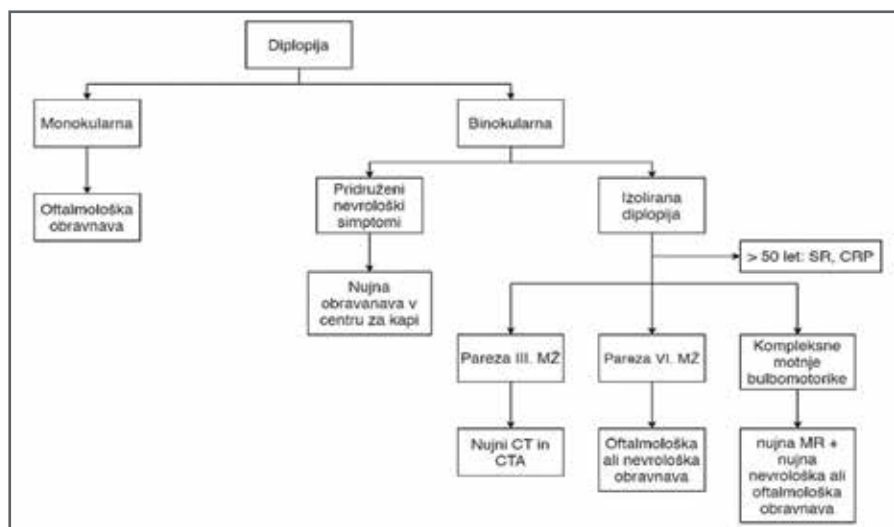 Diplopija
Monokularna
Binokularna
Oftalmološka
obravnava
Pridruženi
nevrološki
simptomi
Izolirana
diplopija
> 50 let: SR, CRP
Nujna
obravanava v
centru za kapi
Pareza III. MŽ
Pareza VI. MŽ
Kompleksne
motnje
bulbomotorike
Nujni CT in
CTA
Oftalmološka
ali nevrološka
obravnava
nujna MR +
nujna
nevrološka ali
oftalmološka
obravnava